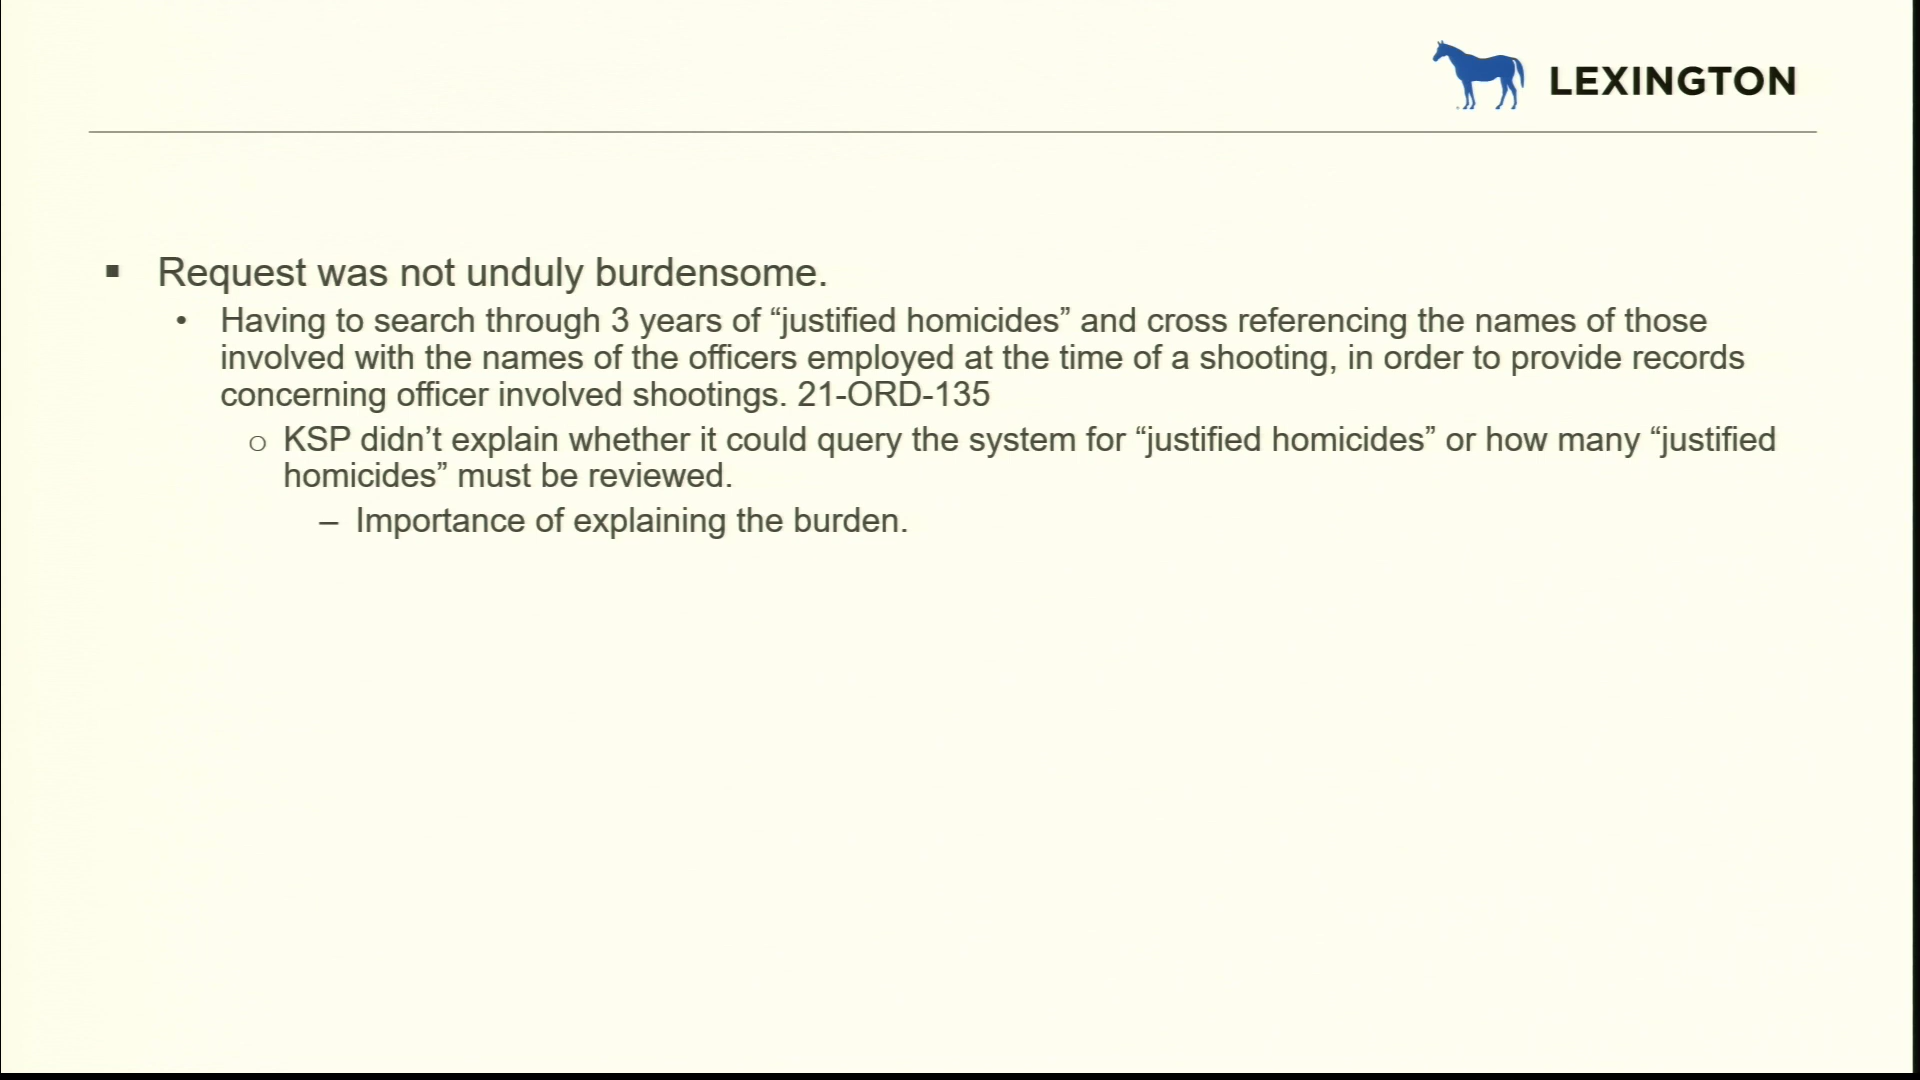 LEXINGTON
▪ Request was not unduly burdensome.
• Having to search through 3 years of “justified homicides” and cross referencing the names of those
involved with the names of the officers employed at the time of a shooting, in order to provide records
concerning officer involved shootings. 21-ORD-135
o KSP didn’t explain whether it could query the system for “justified homicides” or how many “justified
homicides” must be reviewed.
– Importance of explaining the burden.